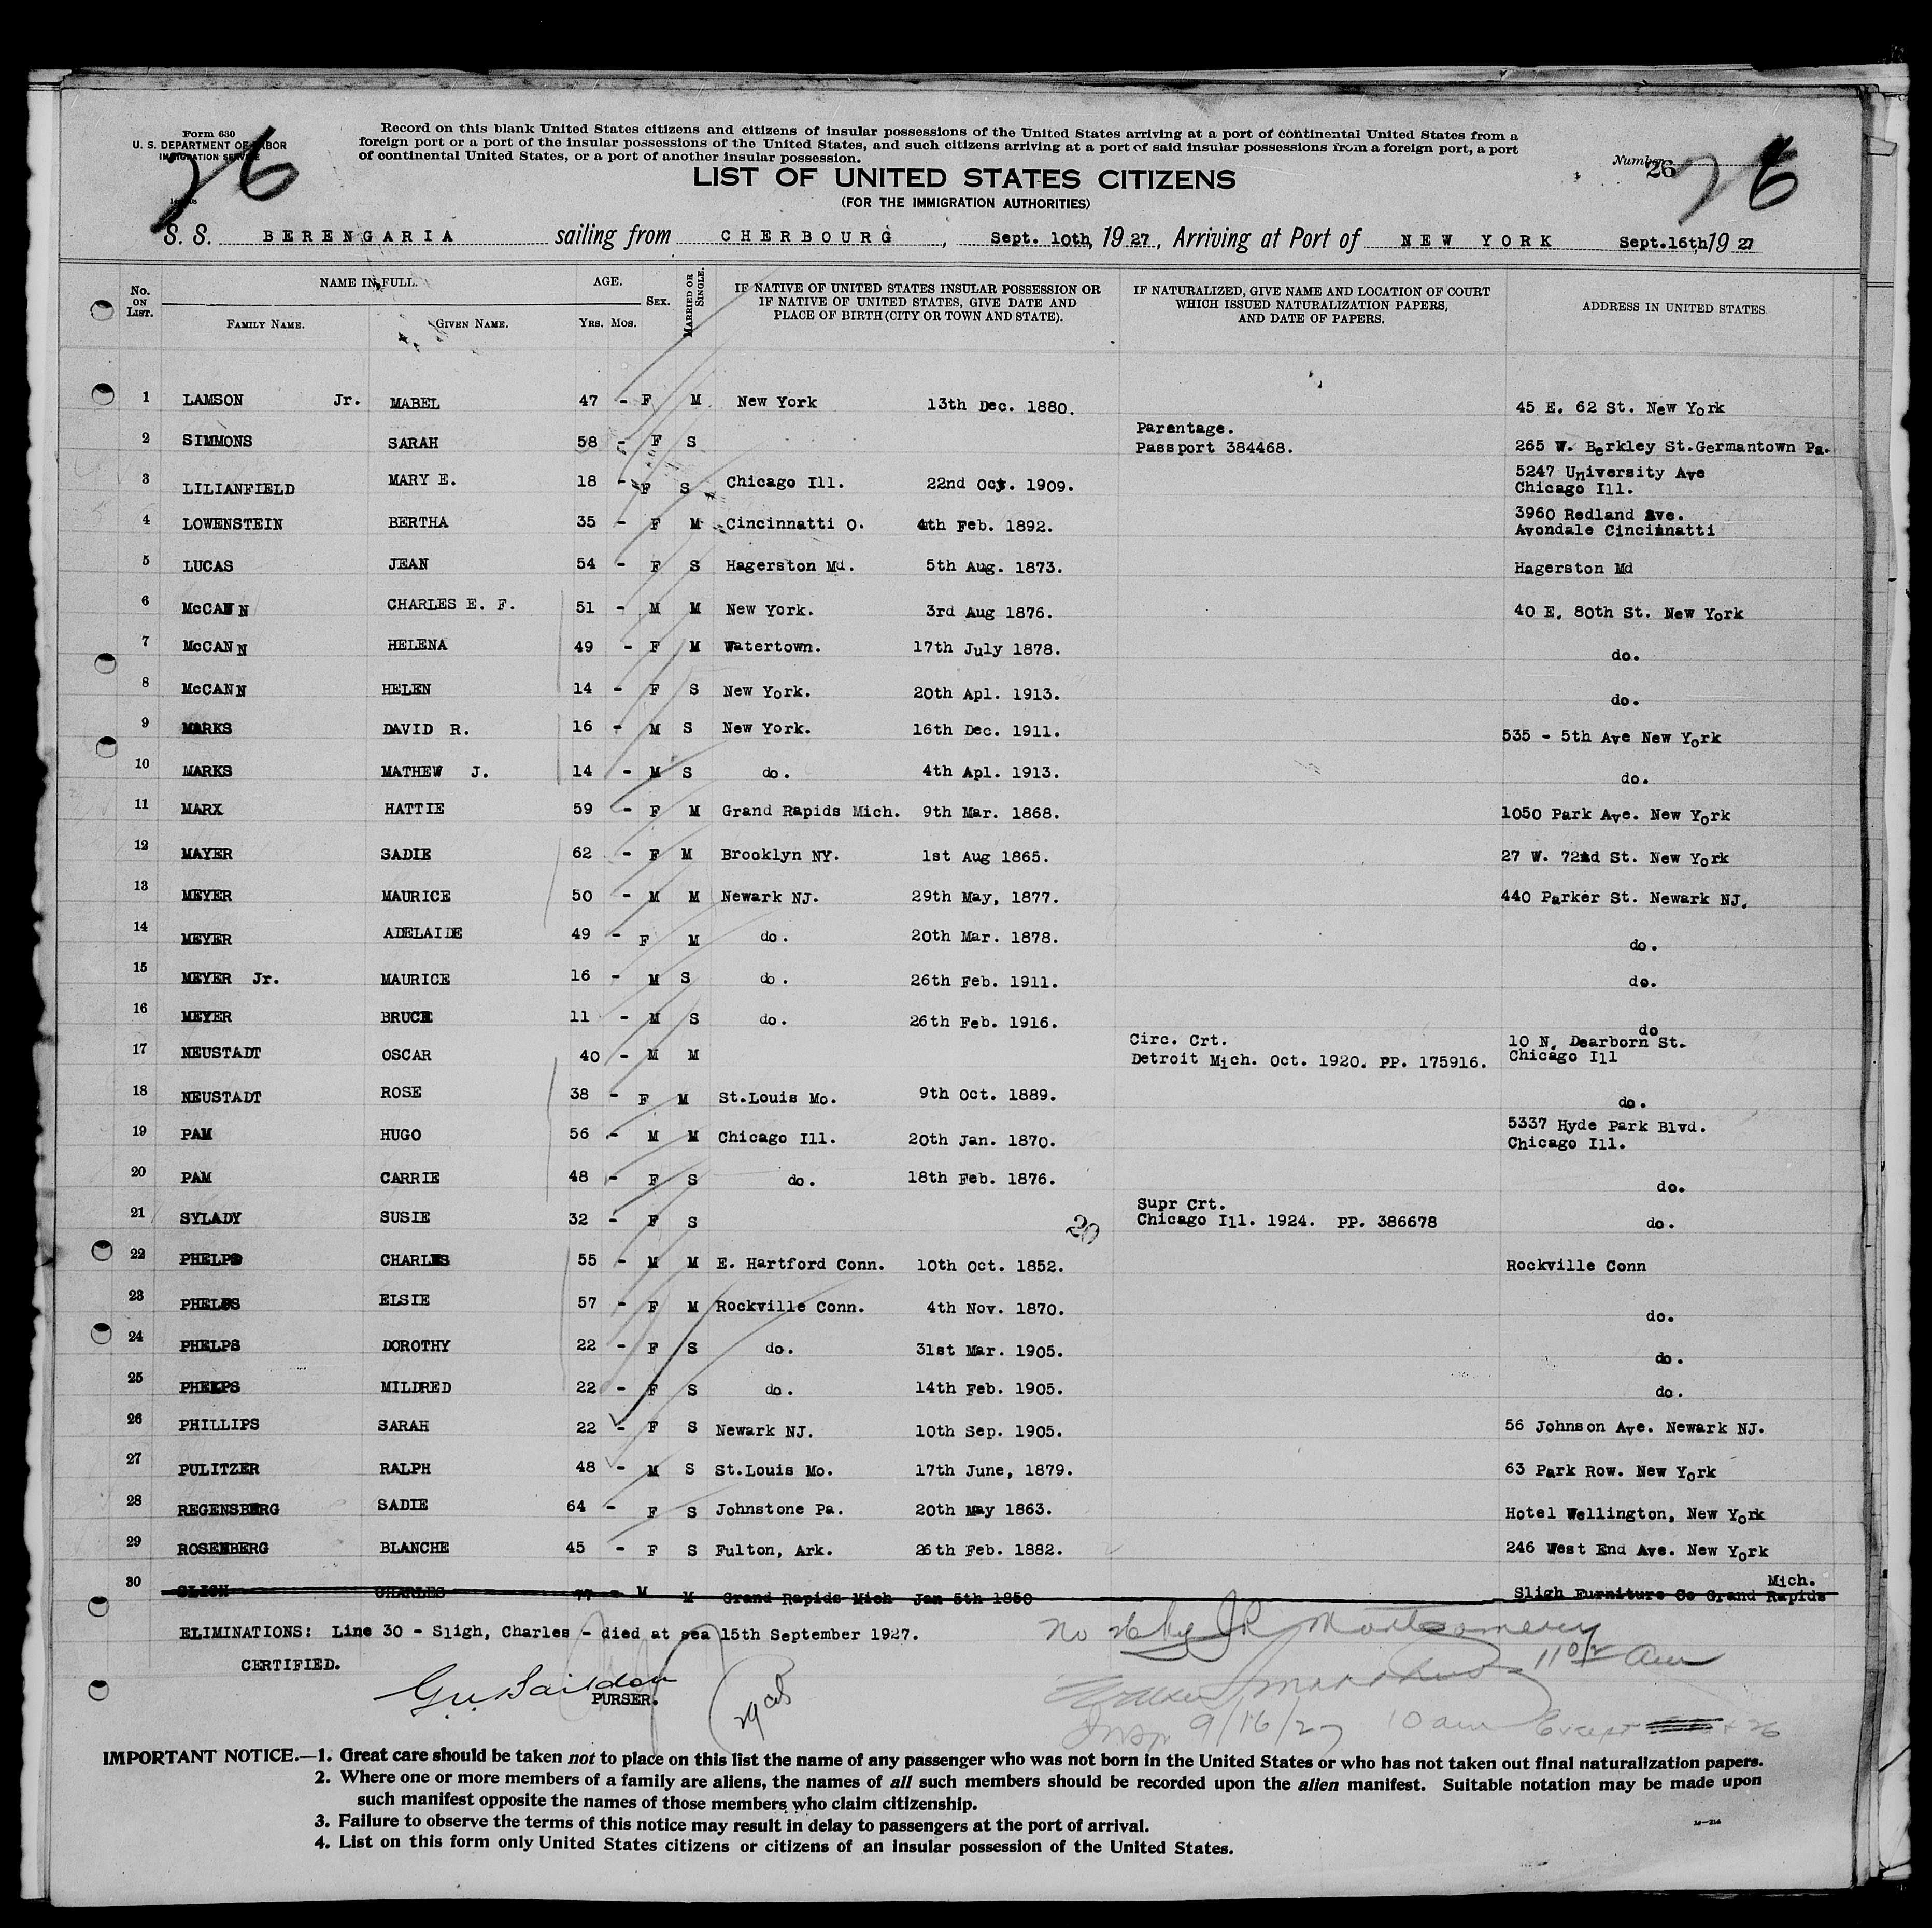 Form 630
U. S. DEPARTMENT OF LABOR
IMMIGRATION SERVICE
26
Record on this blank United States citizens and citizens of insular possessions of the United States arriving at a port of continental United States from a
foreign port or a port of the insular possessions of the United States, and such citizens arriving at a port of said insular possessions from a foreign port, a port
of continental United States, or a port of another insular possession.
Number 26
26
LIST OF UNITED STATES CITIZENS
(FOR THE IMMIGRATION AUTHORITIES)
S. S. BERENGARIA sailing from CHERBOURG, Sept. 10th, 1927, Arriving at Port of NEW YORK Sept.16th, 1927
No. ON LIST. NAME IN FULL. FAMILY NAME. GIVEN NAME. AGE. YRS. MOS. SEX. MARRIED OR SINGLE. IF NATIVE OF UNITED STATES INSULAR POSSESSION OR IF NATIVE OF UNITED STATES, GIVE DATE AND PLACE OF BIRTH (CITY OR TOWN AND STATE). IF NATURALIZED, GIVE NAME AND LOCATION OF COURT WHICH ISSUED NATURALIZATION PAPERS, AND DATE OF PAPERS. ADDRESS IN UNITED STATES
1 LAMSON Jr. MABEL 47 - F M New York 13th Dec. 1880. 45 E. 62 St. New York
2 SIMMONS SARAH 58 - F S Parentage. Passport 384468. 265 W. Berkley St.Germantown Pa.
3 LILIANFIELD MARY E. 18 - F S Chicago Ill. 22nd Oct. 1909. 5247 University Ave Chicago Ill.
4 LOWENSTEIN BERTHA 35 - F M Cincinnatti O. 4th Feb. 1892. 3960 Redland Ave. Avondale Cincinnatti
5 LUCAS JEAN 54 - F S Hagerston Md. 5th Aug. 1873. Hagerston Md
6 McCANN CHARLES E. F. 51 - M M New York. 3rd Aug 1876. 40 E. 80th St. New York
7 McCANN HELENA 49 - F M Watertown. 17th July 1878. do.
8 McCANN HELEN 14 - F S New York. 20th Apl. 1913. do.
9 MARKS DAVID R. 16 - M S New York. 16th Dec. 1911. 535 - 5th Ave New York
10 MARKS MATHEW J. 14 - M S do. 4th Apl. 1913. do.
11 MARX HATTIE 59 - F M Grand Rapids Mich. 9th Mar. 1868. 1050 Park Ave. New York
12 MAYER SADIE 62 - F M Brooklyn NY. 1st Aug 1865. 27 W. 72nd St. New York
13 MEYER MAURICE 50 - M M Newark NJ. 29th May, 1877. 440 Parker St. Newark NJ.
14 MEYER ADELAIDE 49 - F M do. 20th Mar. 1878. do.
15 MEYER Jr. MAURICE 16 - M S do. 26th Feb. 1911. do.
16 MEYER BRUCE 11 - M S do. 26th Feb. 1916. do
17 NEUSTADT OSCAR 40 - M M Circ. Crt. Detroit Mich. Oct. 1920. PP. 175916. 10 N. Dearborn St. Chicago Ill
18 NEUSTADT ROSE 38 - F M St.Louis Mo. 9th Oct. 1889. do.
19 PAM HUGO 56 - M M Chicago Ill. 20th Jan. 1870. 5337 Hyde Park Blvd. Chicago Ill.
20 PAM CARRIE 48 - F S do. 18th Feb. 1876. do.
21 SYLADY SUSIE 32 - F S 20 Supr Crt. Chicago Ill. 1924. PP. 386678 do.
22 PHELPS CHARLES 55 - M M E. Hartford Conn. 10th Oct. 1852. Rockville Conn
23 PHELPS ELSIE 57 - F M Rockville Conn. 4th Nov. 1870. do.
24 PHELPS DOROTHY 22 - F S do. 31st Mar. 1905. do.
25 PHELPS MILDRED 22 - F S do. 14th Feb. 1905. do.
26 PHILLIPS SARAH 22 - F S Newark NJ. 10th Sep. 1905. 56 Johnson Ave. Newark NJ.
27 PULITZER RALPH 48 - M S St.Louis Mo. 17th June, 1879. 63 Park Row. New York
28 REGENSBERG SADIE 64 - F S Johnstone Pa. 20th May 1863. Hotel Wellington, New York
29 ROSENBERG BLANCHE 45 - F S Fulton, Ark. 26th Feb. 1882. 246 West End Ave. New York
30 SLIGH CHARLES 77 - M M Grand Rapids Mich Jan 5th 1850 Sligh Furniture Co Grand Rapids Mich.
ELIMINATIONS: Line 30 - Sligh, Charles - died at sea 15th September 1927.
No 26 by J R Montgomery
CERTIFIED.
PURSER.
Insp 9/16/27 10 am Except 26
IMPORTANT NOTICE.—1. Great care should be taken not to place on this list the name of any passenger who was not born in the United States or who has not taken out final naturalization papers.
2. Where one or more members of a family are aliens, the names of all such members should be recorded upon the alien manifest. Suitable notation may be made upon
such manifest opposite the names of those members who claim citizenship.
3. Failure to observe the terms of this notice may result in delay to passengers at the port of arrival.
4. List on this form only United States citizens or citizens of an insular possession of the United States.